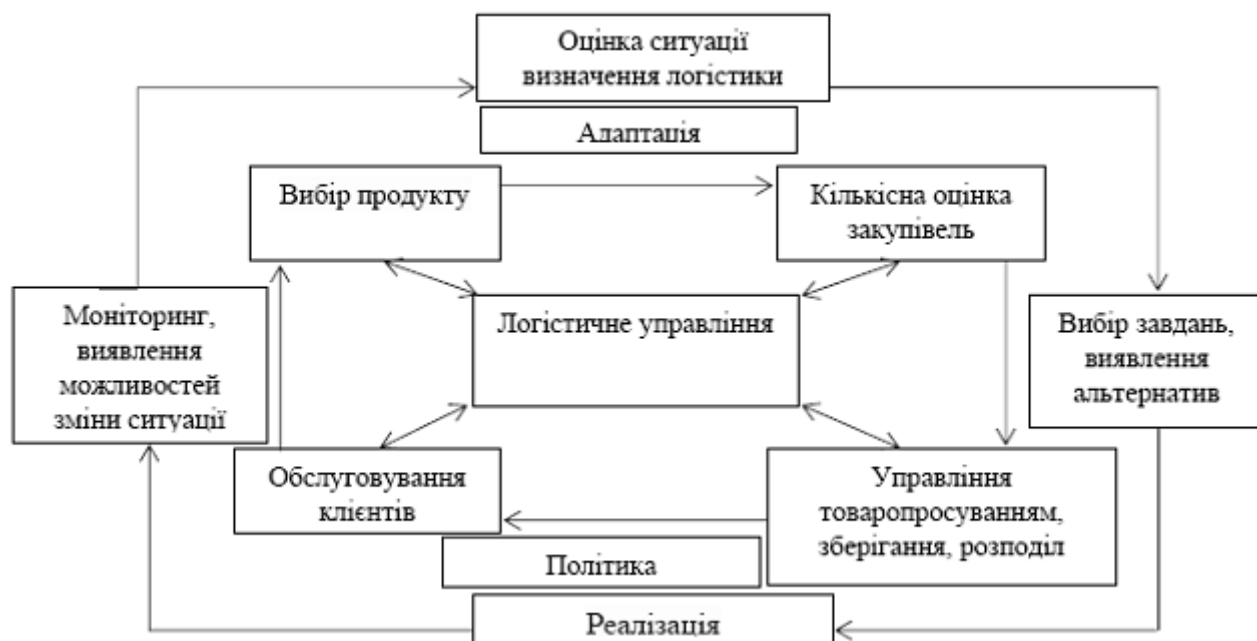 Оцінка ситуації
визначення логістики
Адаптація
Вибір продукту
Кількісна оцінка
закупівель
Моніторинг,
виявлення
можливостей
зміни ситуації
Логістичне управління
Вибір завдань,
виявлення
альтернатив
Обслуговування
клієнтів
Управління
товаропросуванням,
зберігання, розподіл
Політика
Реалізація